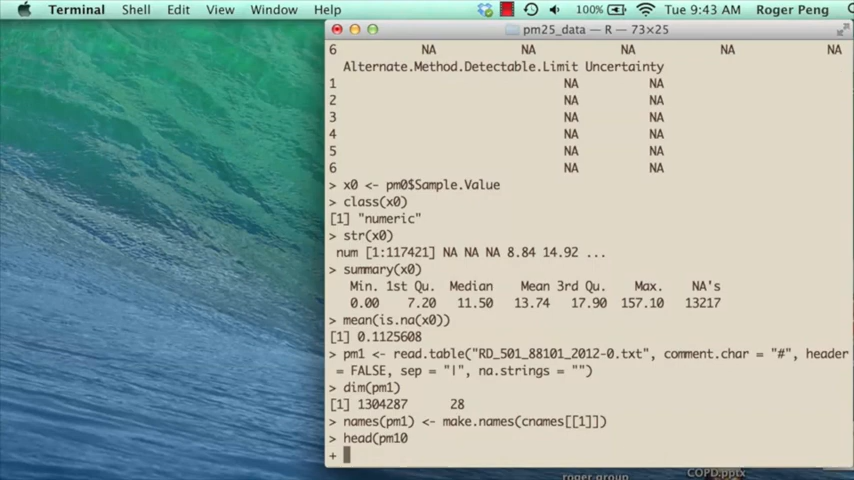 Terminal Shell Edit View Window Help 100% Tue 9:43 AM Roger Peng
pm25_data — R — 73×25
6 NA NA NA NA NA
Alternate.Method.Detectable.Limit Uncertainty
1 NA NA
2 NA NA
3 NA NA
4 NA NA
5 NA NA
6 NA NA
> x0 <- pm0$Sample.Value
> class(x0)
[1] "numeric"
> str(x0)
num [1:117421] NA NA NA 8.84 14.92 ...
> summary(x0)
Min. 1st Qu. Median Mean 3rd Qu. Max. NA's
0.00 7.20 11.50 13.74 17.90 157.10 13217
> mean(is.na(x0))
[1] 0.1125608
> pm1 <- read.table("RD_501_88101_2012-0.txt", comment.char = "#", header
= FALSE, sep = "|", na.strings = "")
> dim(pm1)
[1] 1304287 28
> names(pm1) <- make.names(cnames[[1]])
> head(pm10
+
roger.group
COPD.pptx